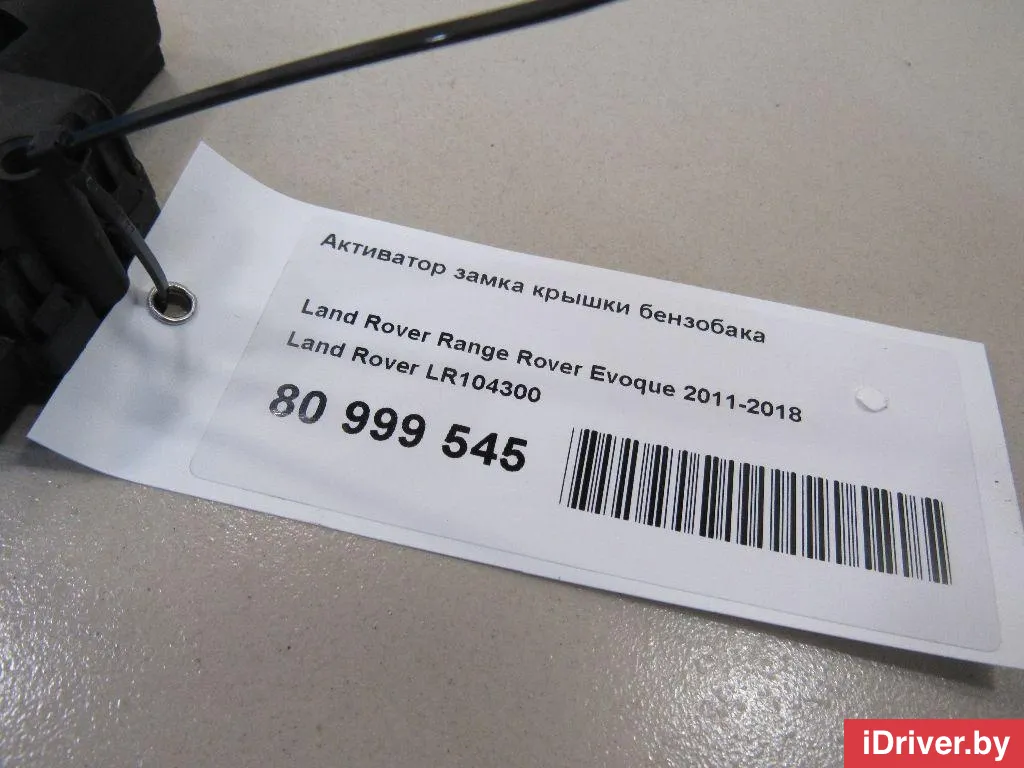 Активатор замка крышки бензобака
Land Rover Range Rover Evoque 2011-2018
Land Rover LR104300
80 999 545
iDriver.by